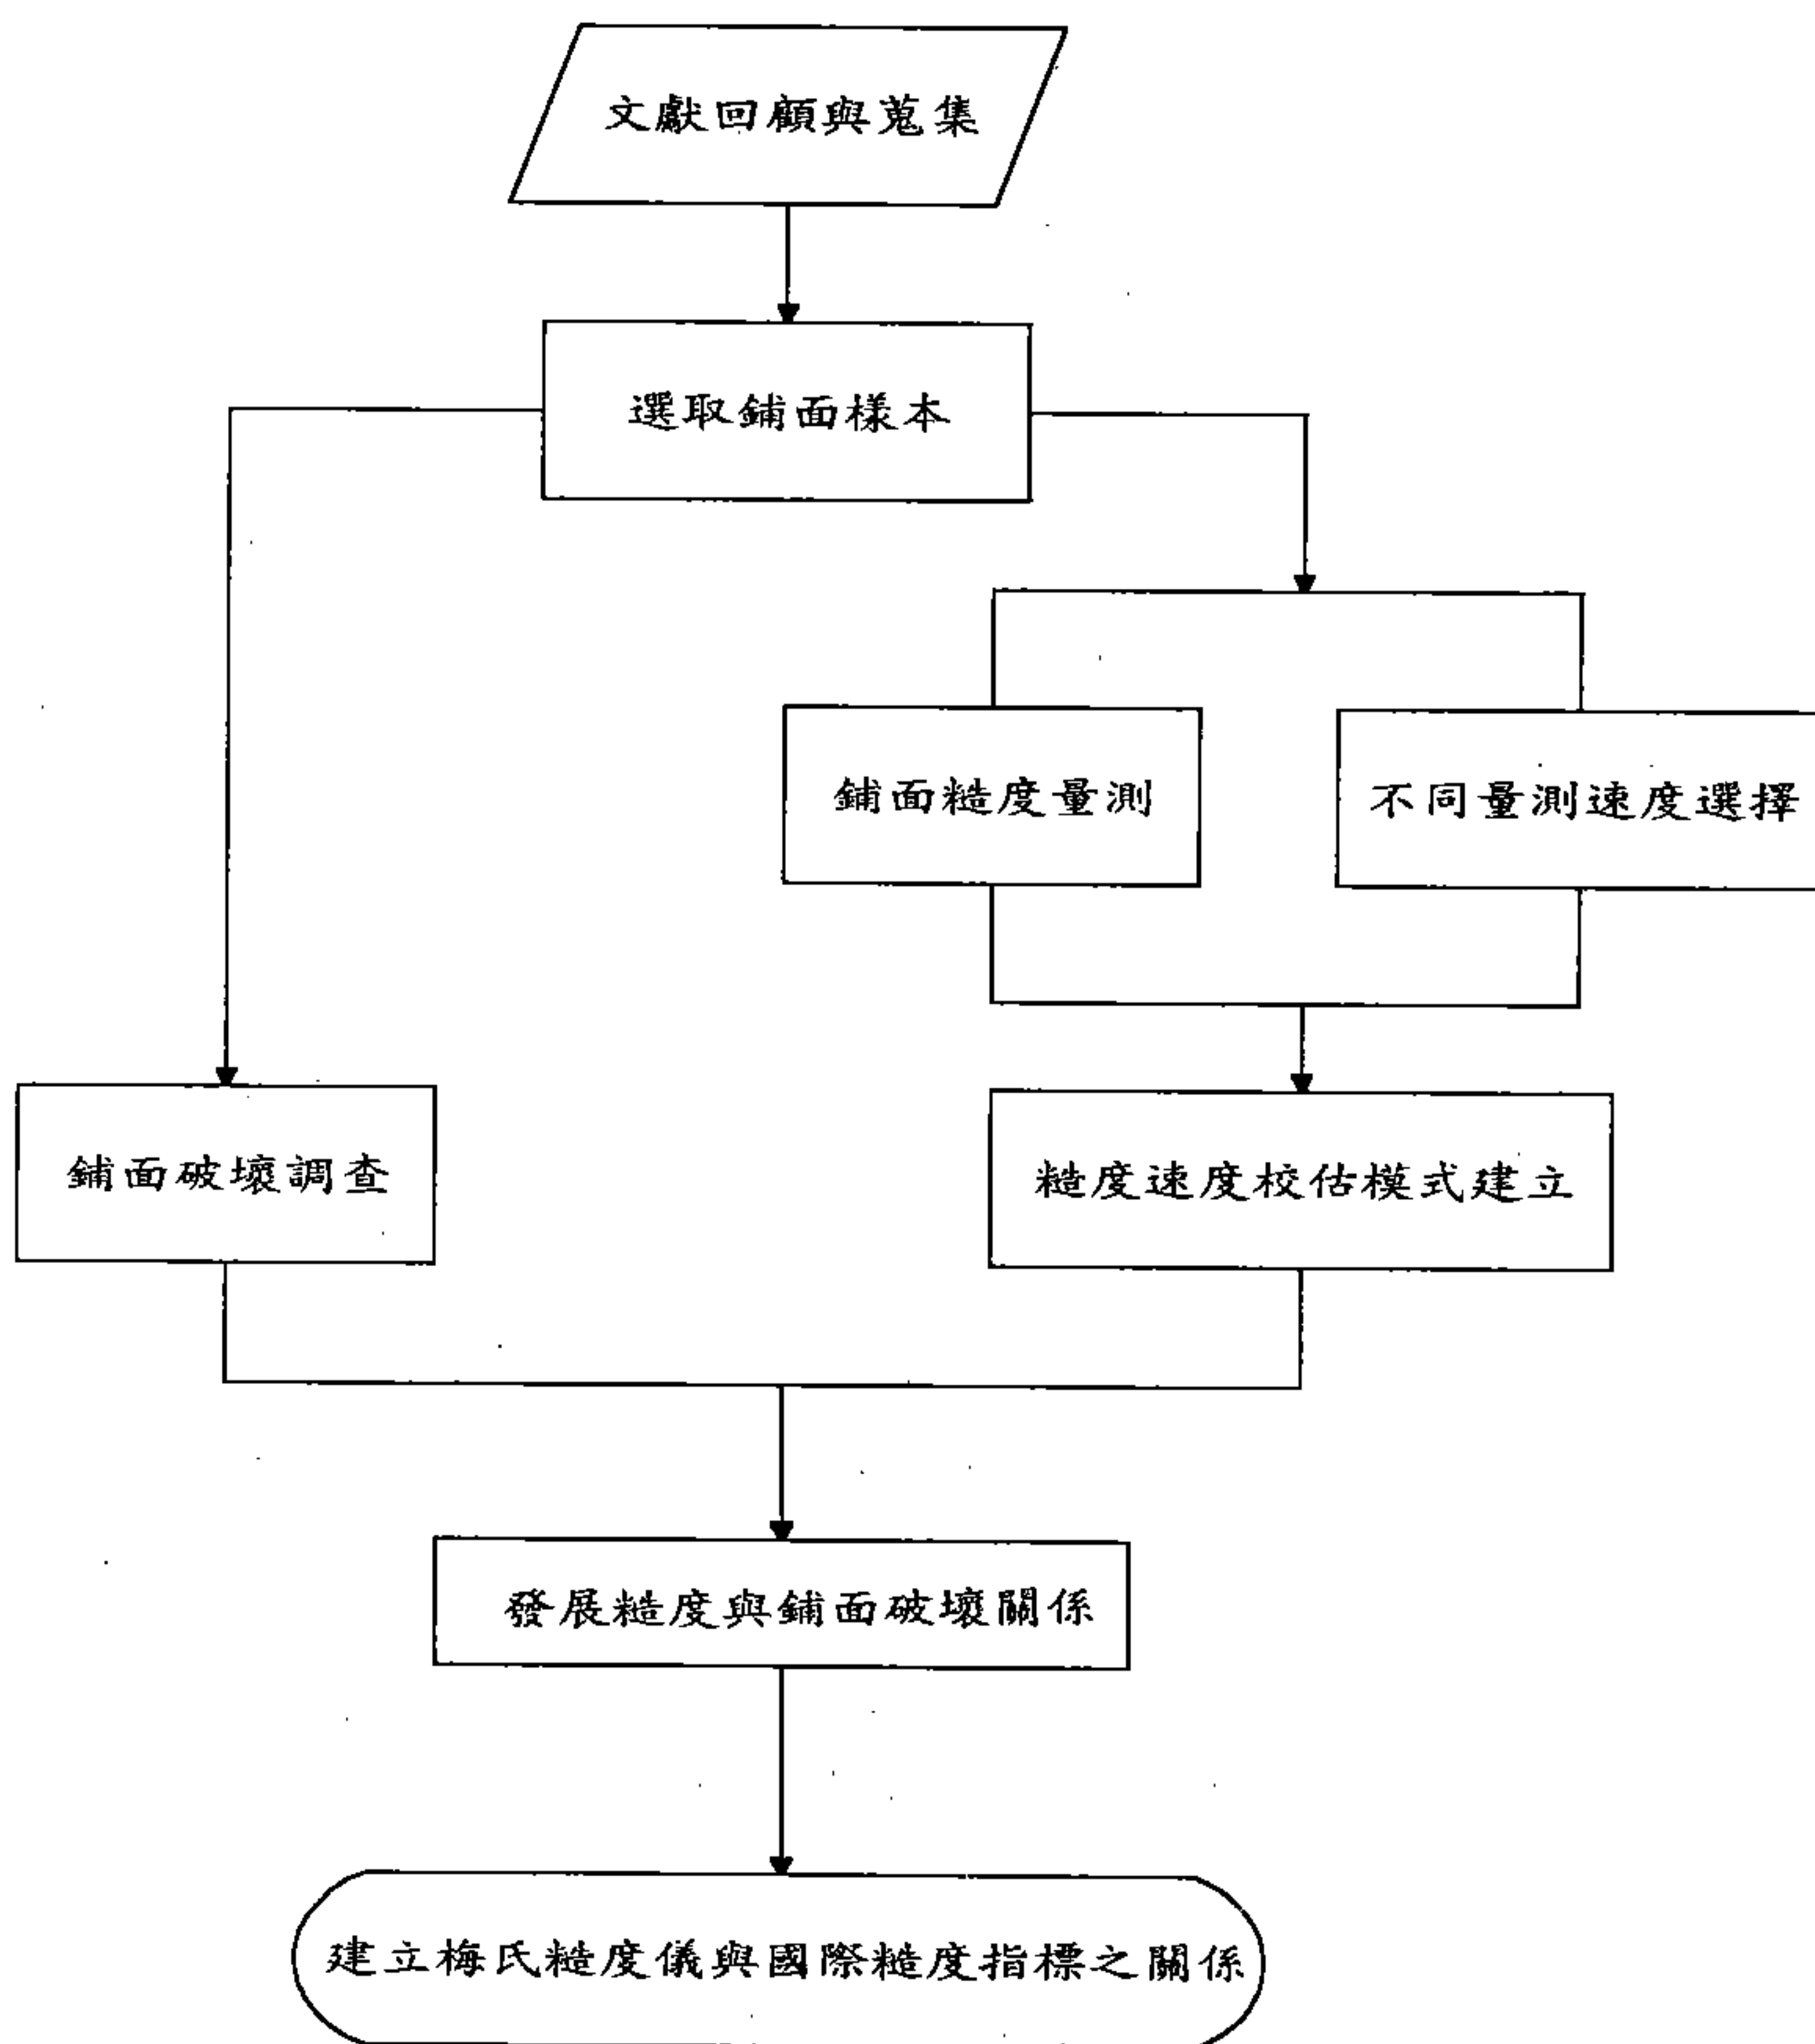 文獻回顧與蒐集
選取鋪面樣本
鋪面糙度量測
不同量測速度選擇
鋪面破壞調查
糙度速度校估模式建立
發展糙度與鋪面破壞關係
建立梅氏糙度儀與國際糙度指標之關係